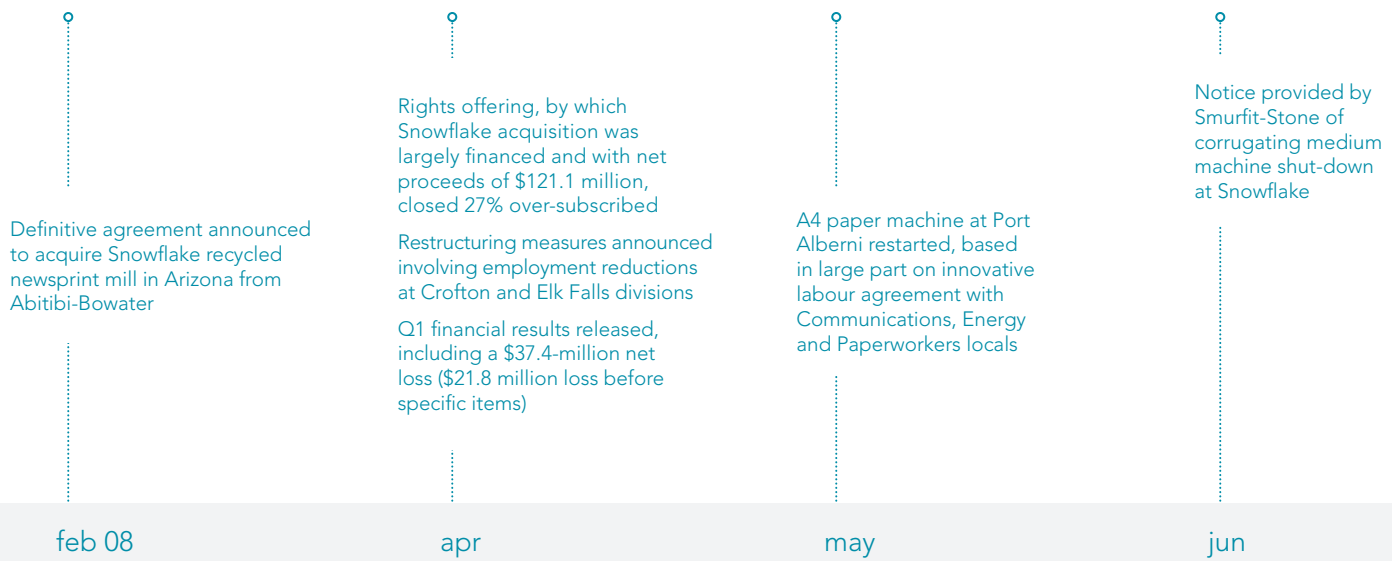 Definitive agreement announced
to acquire Snowflake recycled
newsprint mill in Arizona from
Abitibi-Bowater
Rights offering, by which
Snowflake acquisition was
largely financed and with net
proceeds of $121.1 million,
closed 27% over-subscribed
Restructuring measures announced
involving employment reductions
at Crofton and Elk Falls divisions
Q1 financial results released,
including a $37.4-million net
loss ($21.8 million loss before
specific items)
A4 paper machine at Port
Alberni restarted, based
in large part on innovative
labour agreement with
Communications, Energy
and Paperworkers locals
Notice provided by
Smurfit-Stone of
corrugating medium
machine shut-down
at Snowflake
feb 08
apr
may
jun